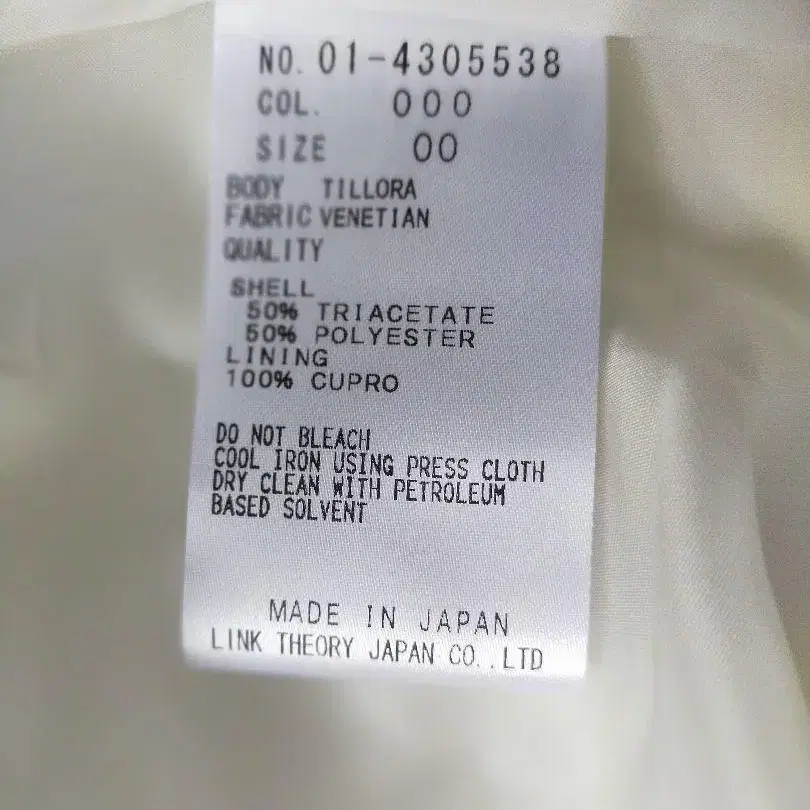 NO. 01-4305538
COL. 000
SIZE 00
BODY TILLORA
FABRIC VENETIAN
QUALITY
SHELL
50% TRIACETATE
50% POLYESTER
LINING
100% CUPRO
DO NOT BLEACH
COOL IRON USING PRESS CLOTH
DRY CLEAN WITH PETROLEUM
BASED SOLVENT
MADE IN JAPAN
LINK THEORY JAPAN CO.,LTD